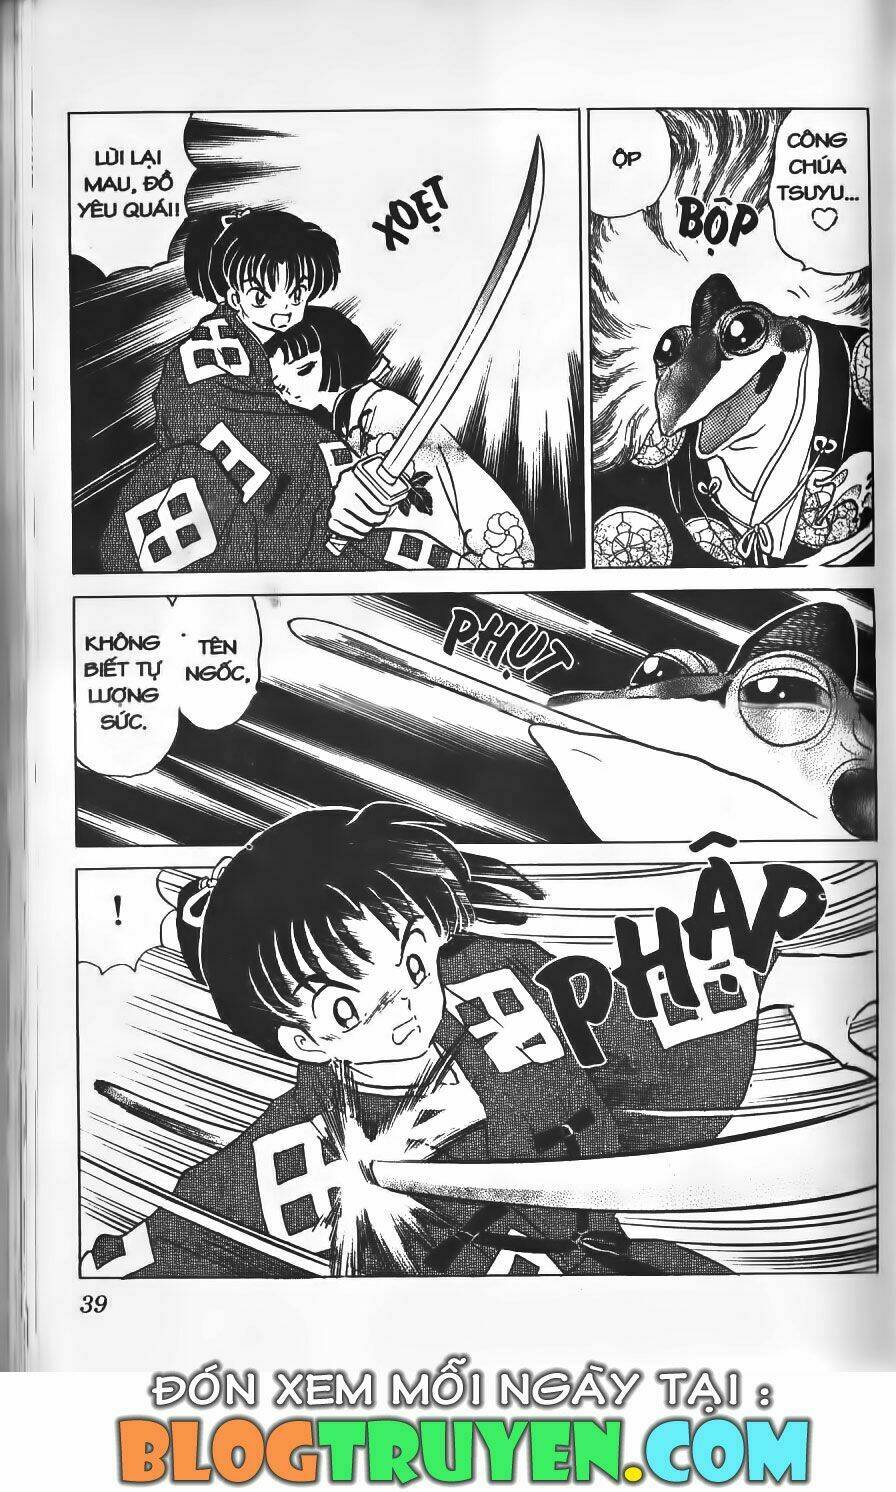 CÔNG
CHÚA
TSUYU...
♡
ỘP
BỘP
LÙI LẠI
MAU, ĐỒ
YÊU QUÁI!
XOẸT
PHỤT
TÊN
NGỐC,
KHÔNG
BIẾT TỰ
LƯỢNG
SỨC.
PHẬP
!
39
ĐÓN XEM MỖI NGÀY TẠI :
BLOGTRUYEN.COM